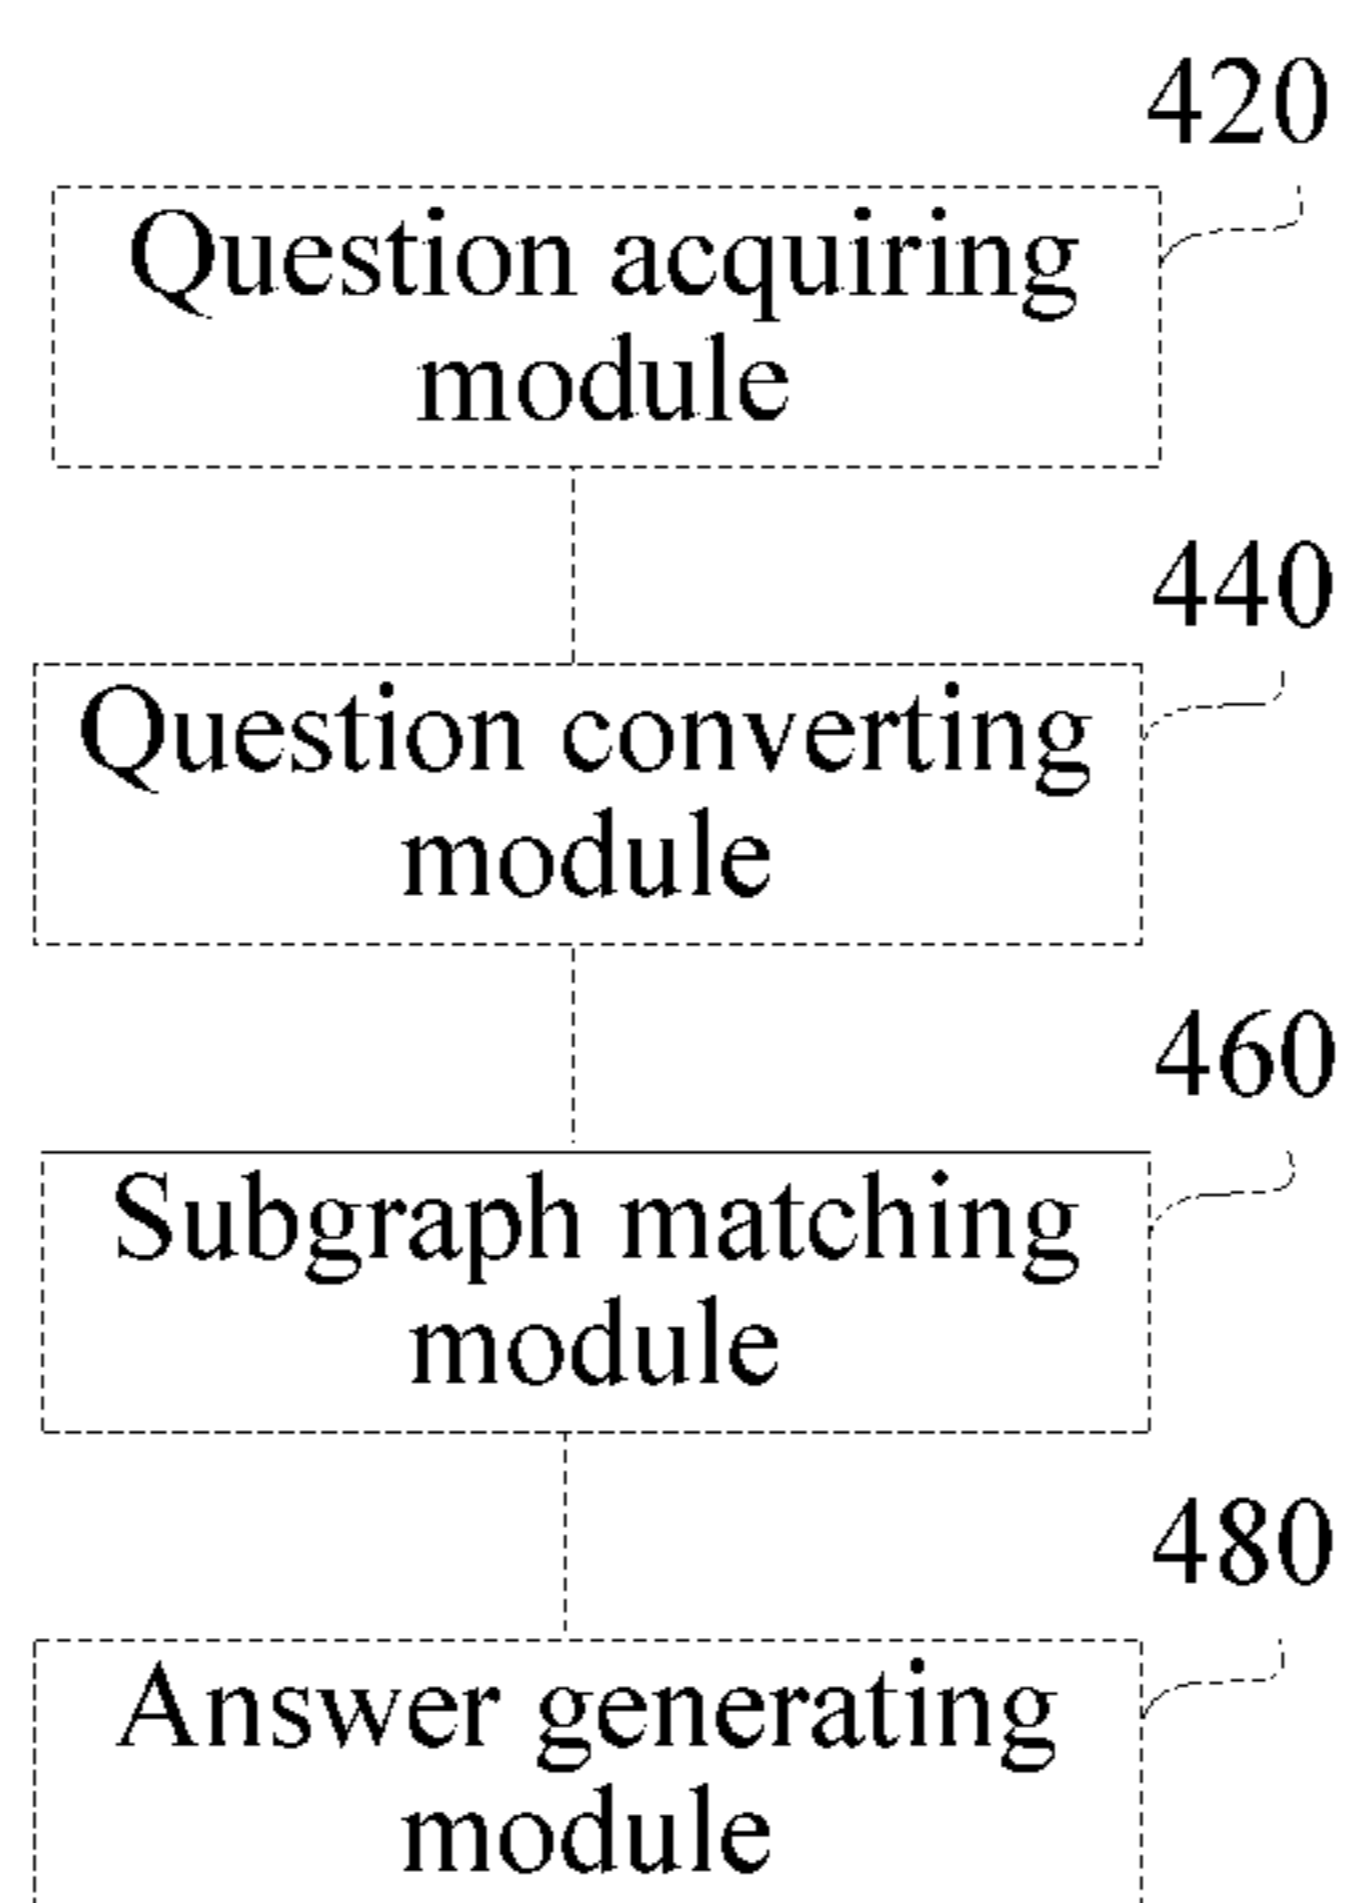 420
Question acquiring
module
440
Question converting
module
460
Subgraph matching
module
480
Answer generating
module